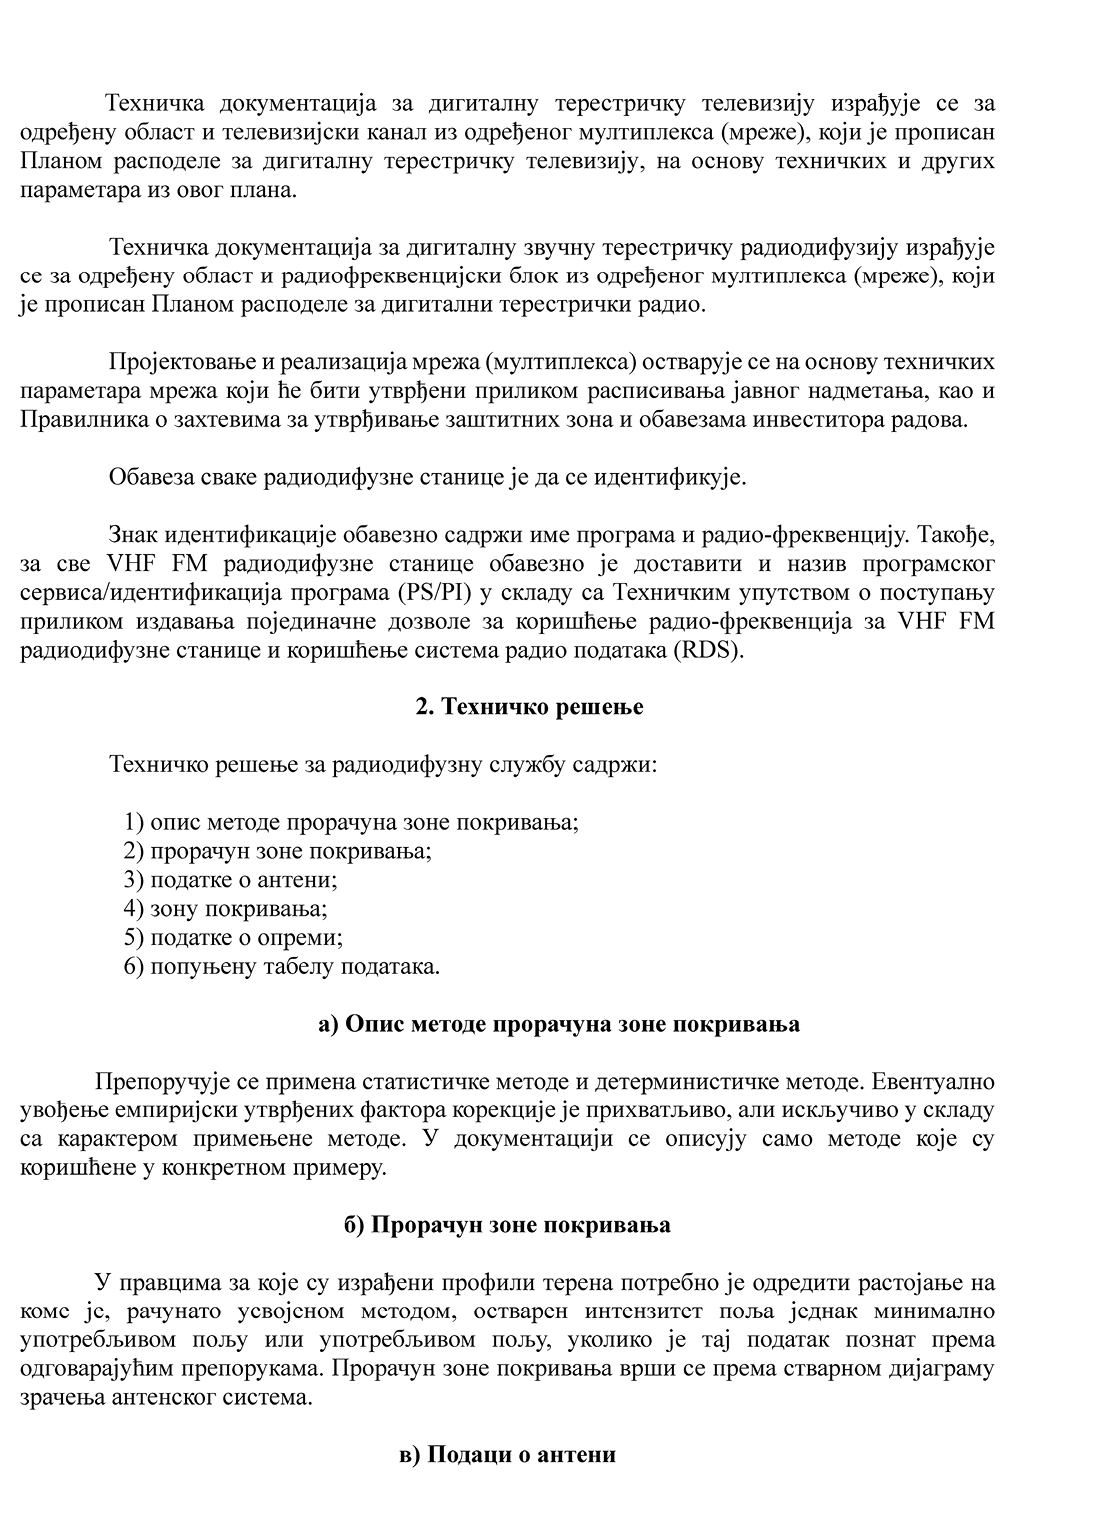 Техничка документација за дигиталну терестричку телевизију израђује се за
одређену област и телевизијски канал из одређеног мултиплекса (мреже), који је прописан
Планом расподеле за дигиталну терестричку телевизију, на основу техничких и других
параметара из овог плана.
Техничка документација за дигиталну звучну терестричку радиодифузију израђује
се за одређену област и радиофреквенцијски блок из одређеног мултиплекса (мреже), који
је прописан Планом расподеле за дигитални терестрички радио.
Пројектовање и реализација мрежа (мултиплекса) остварује се на основу техничких
параметара мрежа који ће бити утврђени приликом расписивања јавног надметања, као и
Правилника о захтевима за утврђивање заштитних зона и обавезама инвеститора радова.
Обавеза сваке радиодифузне станице је да се идентификује.
Знак идентификације обавезно садржи име програма и радио-фреквенцију. Такође,
за све VHF FM радиодифузне станице обавезно је доставити и назив програмског
сервиса/идентификација програма (PS/PI) у складу са Техничким упутством о поступању
приликом издавања појединачне дозволе за коришћење радио-фреквенција за VHF FM
радиодифузне станице и коришћење система радио података (RDS).
2. Техничко решење
Техничко решење за радиодифузну службу садржи:
1) опис методе прорачуна зоне покривања;
2) прорачун зоне покривања;
3) податке о антени;
4) зону покривања;
5) податке о опреми;
6) попуњену табелу података.
а) Опис методе прорачуна зоне покривања
Препоручује се примена статистичке методе и детерминистичке методе. Евентуално
увођење емпиријски утврђених фактора корекције је прихватљиво, али искључиво у складу
са карактером примењене методе. У документацији се описују само методе које су
коришћене у конкретном примеру.
б) Прорачун зоне покривања
У правцима за које су израђени профили терена потребно је одредити растојање на
коме је, рачунато усвојеном методом, остварен интензитет поља једнак минимално
употребљивом пољу или употребљивом пољу, уколико је тај податак познат према
одговарајућим препорукама. Прорачун зоне покривања врши се према стварном дијаграму
зрачења антенског система.
в) Подаци о антени